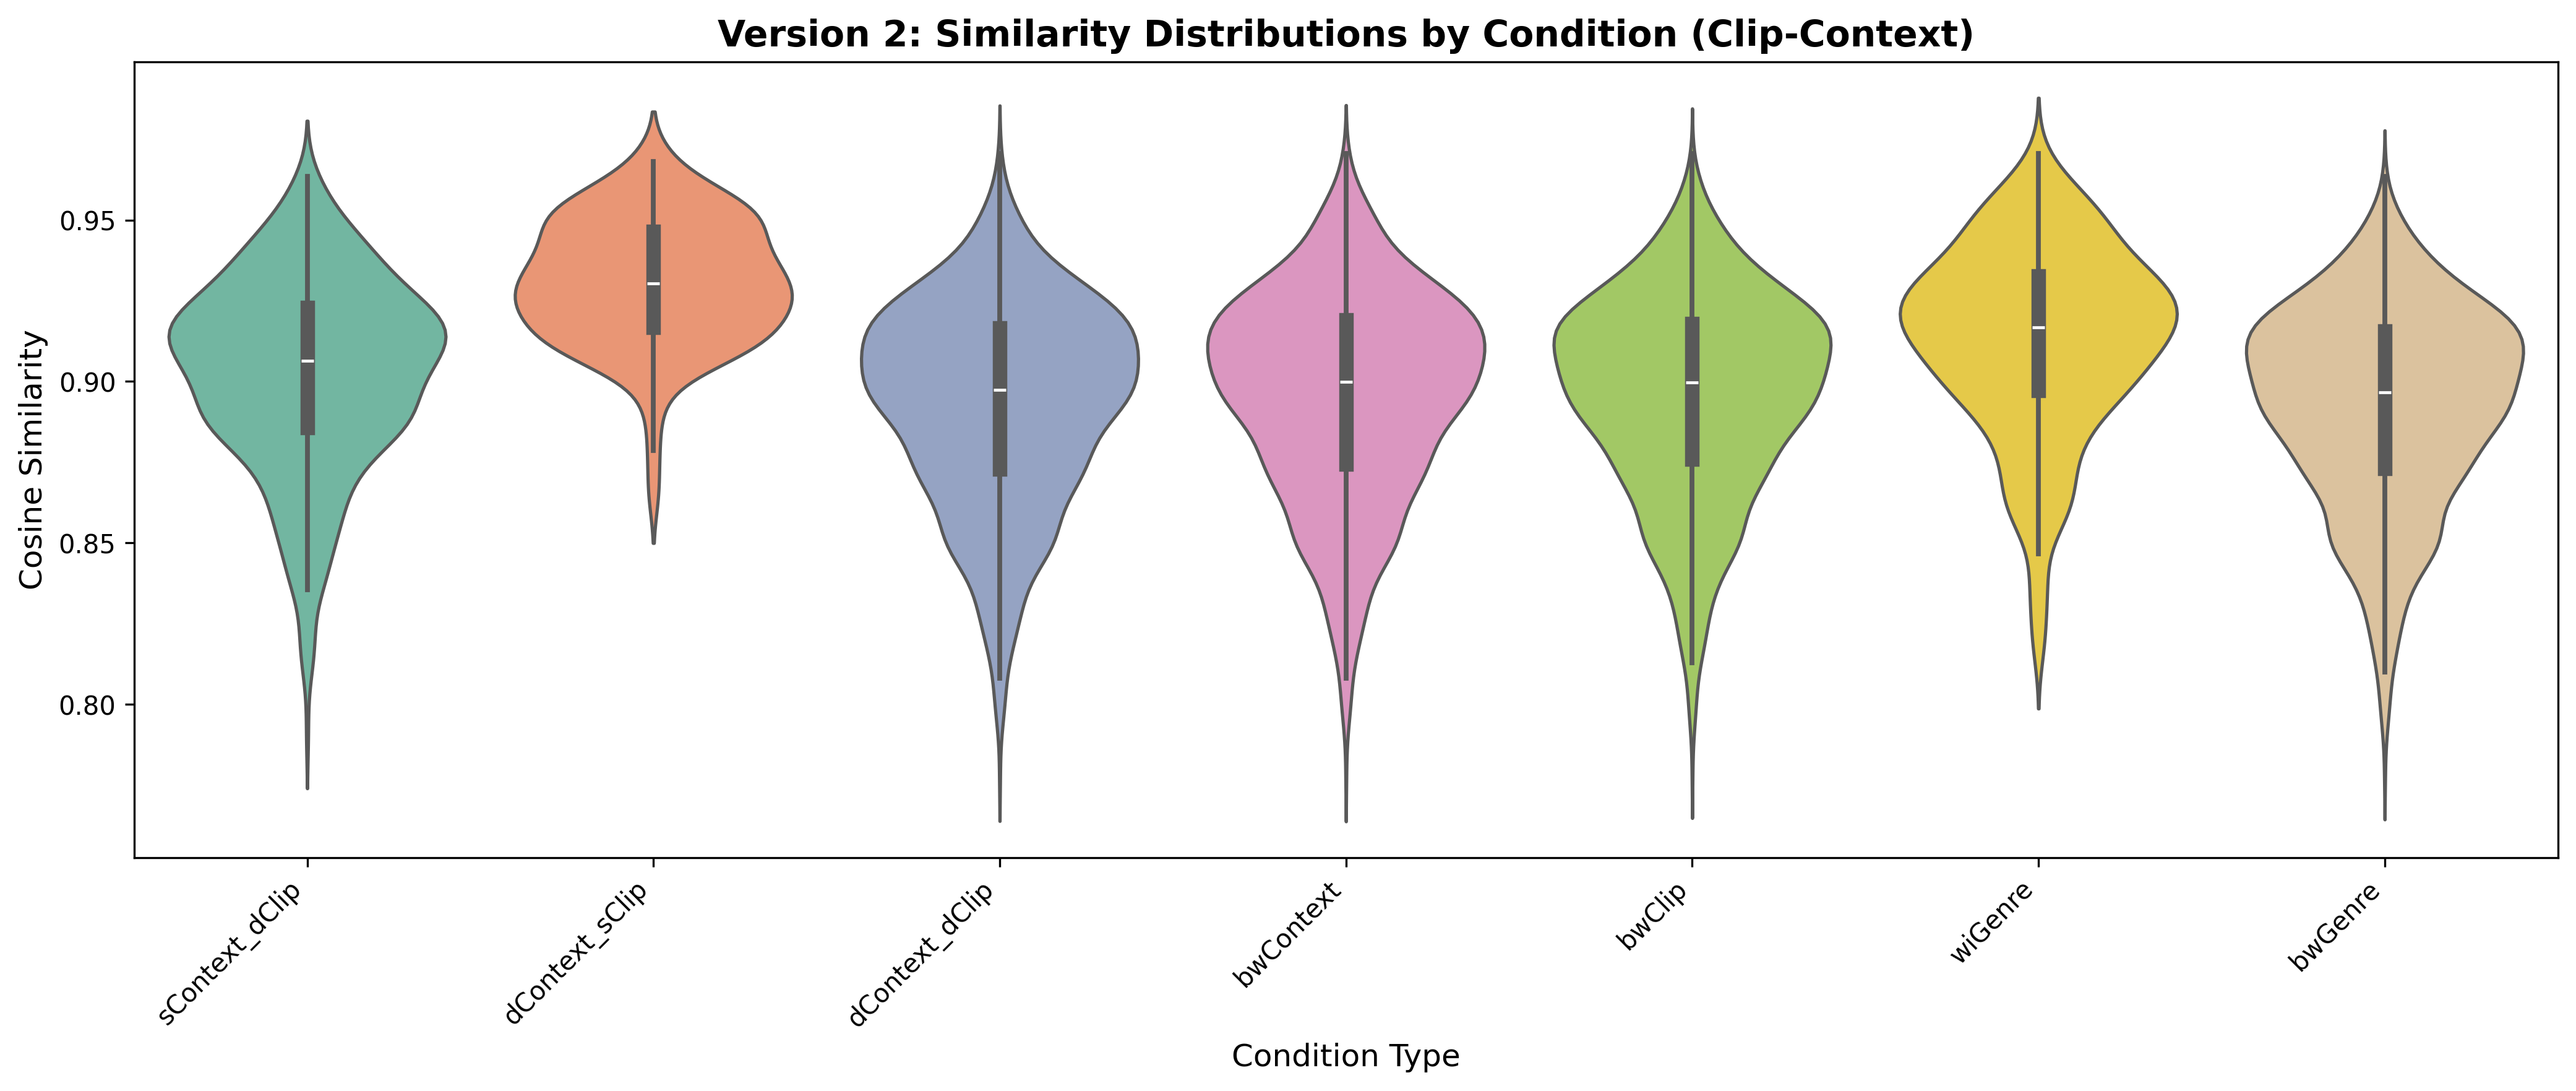 Version 2: Similarity Distributions by Condition (Clip-Context)
Cosine Similarity
0.95
0.90
0.85
0.80
sContext_dClip
dContext_sClip
dContext_dClip
bwContext
bwClip
wiGenre
bwGenre
Condition Type